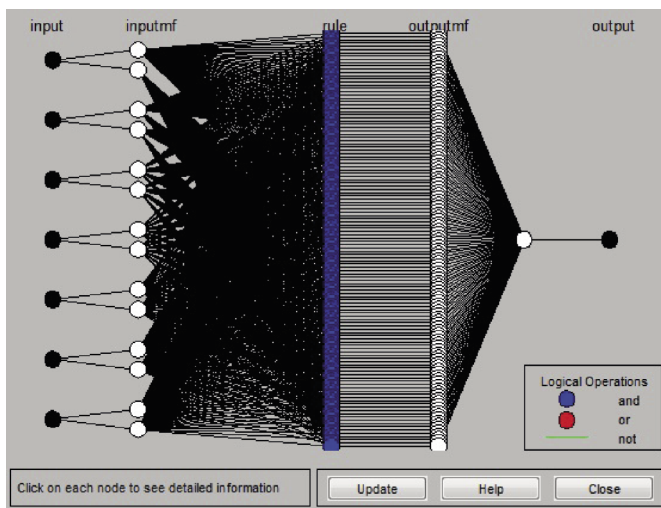 input inputmf rule outputmf output
Logical Operations
and
or
not
Click on each node to see detailed information
Update Help Close